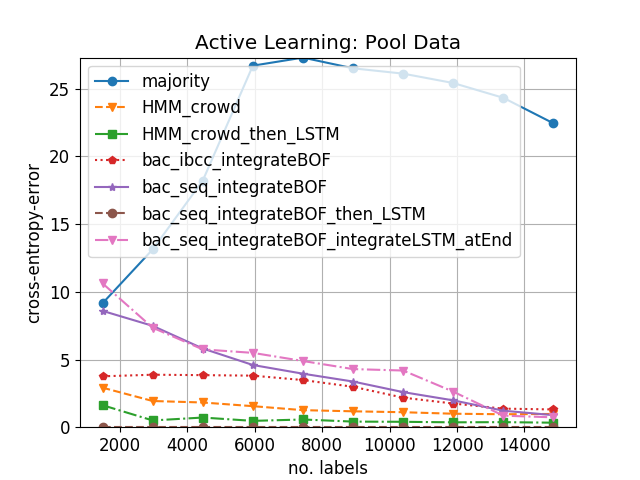 Active Learning: Pool Data
majority
HMM_crowd
HMM_crowd_then_LSTM
bac_ibcc_integrateBOF
bac_seq_integrateBOF
bac_seq_integrateBOF_then_LSTM
bac_seq_integrateBOF_integrateLSTM_atEnd
cross-entropy-error
25
20
15
10
5
0
2000 4000 6000 8000 10000 12000 14000
no. labels